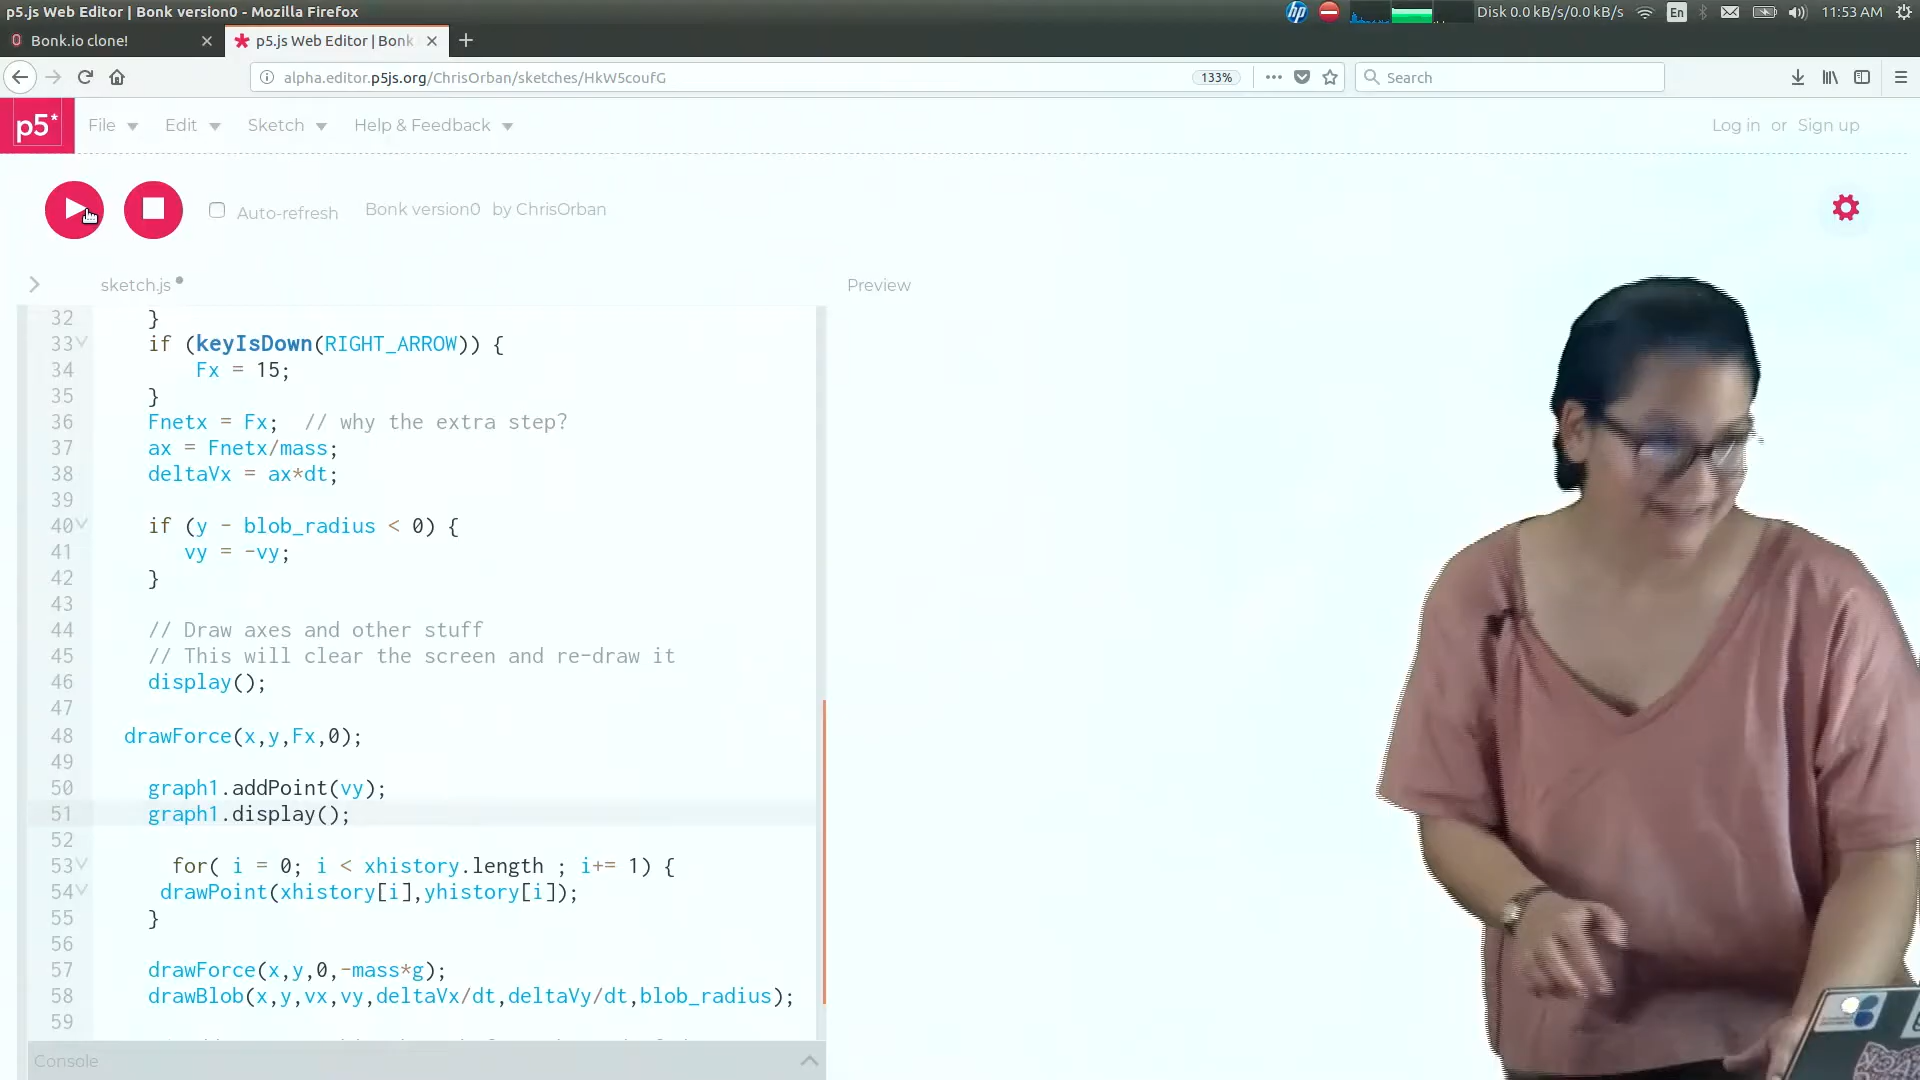 p5.js Web Editor | Bonk version0 - Mozilla Firefox
hp
Disk 0.0 kB/s/0.0 kB/s
En
11:53 AM
Bonk.io clone!
p5.js Web Editor | Bonk
alpha.editor.p5js.org/ChrisOrban/sketches/HkW5coufG
133%
Search
p5*
File
Edit
Sketch
Help & Feedback
Log in or Sign up
Auto-refresh
Bonk version0 by ChrisOrban
sketch.js
Preview
32 }
33 if (keyIsDown(RIGHT_ARROW)) {
34 Fx = 15;
35 }
36 Fnetx = Fx; // why the extra step?
37 ax = Fnetx/mass;
38 deltaVx = ax*dt;
39
40 if (y - blob_radius < 0) {
41 vy = -vy;
42 }
43
44 // Draw axes and other stuff
45 // This will clear the screen and re-draw it
46 display();
47
48 drawForce(x,y,Fx,0);
49
50 graph1.addPoint(vy);
51 graph1.display();
52
53 for( i = 0; i < xhistory.length ; i+= 1) {
54 drawPoint(xhistory[i],yhistory[i]);
55 }
56
57 drawForce(x,y,0,-mass*g);
58 drawBlob(x,y,vx,vy,deltaVx/dt,deltaVy/dt,blob_radius);
59
Console